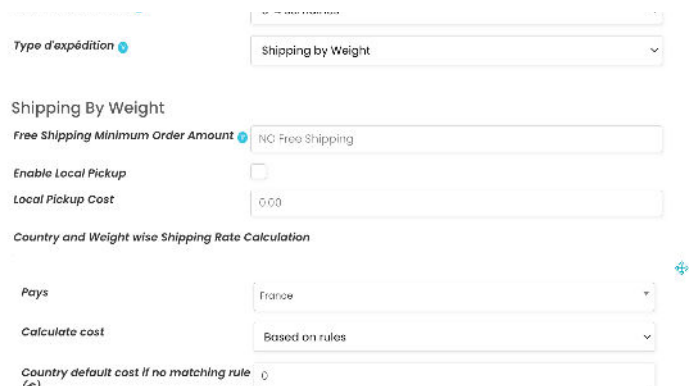 Type d'expédition
Shipping by Weight
Shipping By Weight
Free Shipping Minimum Order Amount
NO Free Shipping
Enable Local Pickup
Local Pickup Cost
0.00
Country and Weight wise Shipping Rate Calculation
Pays
France
Calculate cost
Based on rules
Country default cost if no matching rule
0